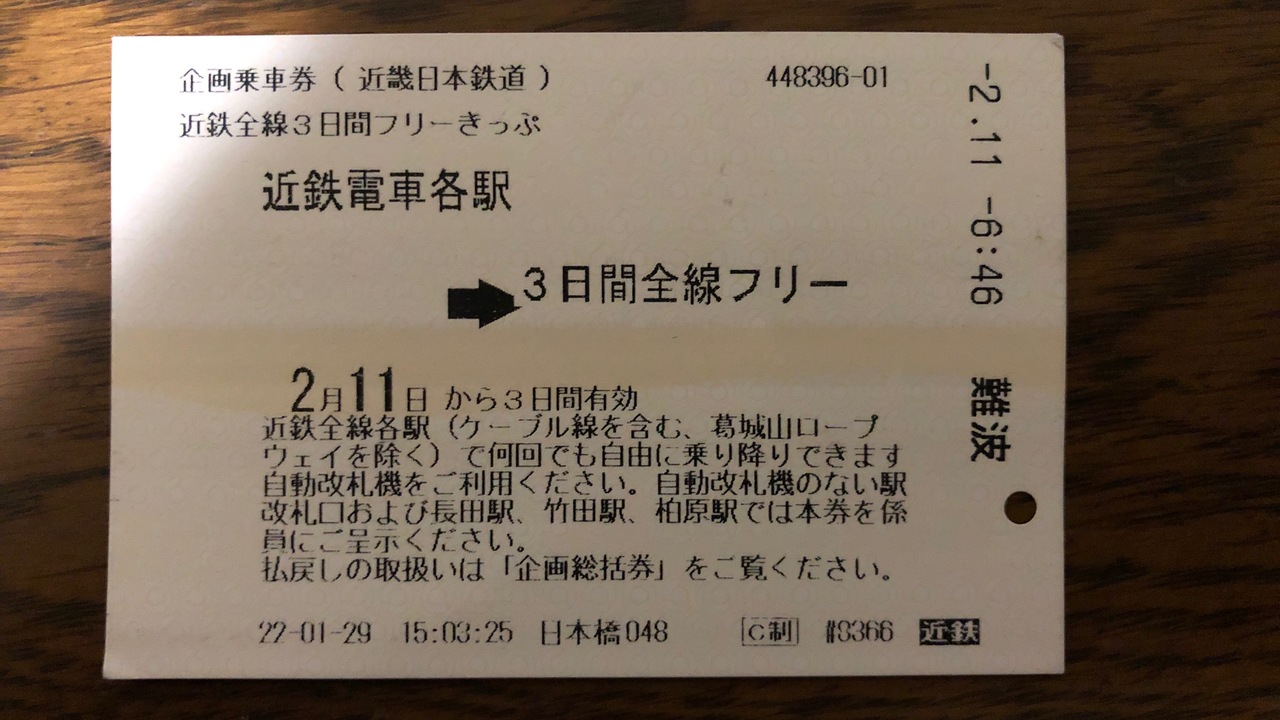 企画乗車券（近畿日本鉄道）
448396-01
近鉄全線３日間フリーきっぷ
近鉄電車各駅
➡３日間全線フリー
2月11日から３日間有効
近鉄全線各駅（ケーブル線を含む、葛城山ロープ
ウェイを除く）で何回でも自由に乗り降りできます
自動改札機をご利用ください。自動改札機のない駅
改札口および長田駅、竹田駅、柏原駅では本券を係
員にご呈示ください。
払戻しの取扱いは「企画総括券」をご覧ください。
22-01-29 15:03:25 日本橋048 C制 #8366 近鉄
-2.11 -6:46 難波